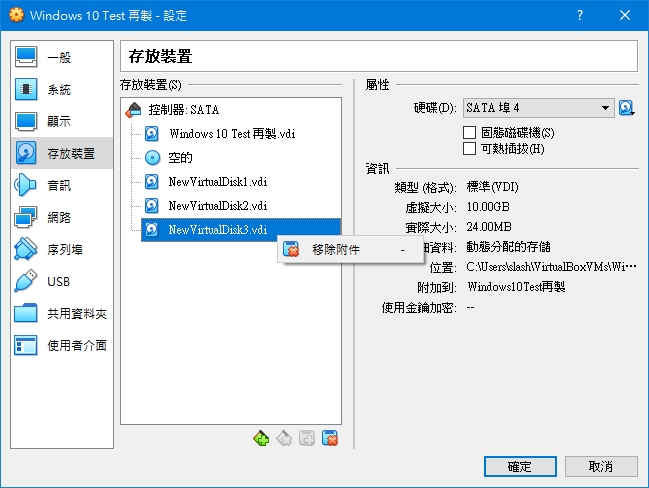 Windows 10 Test 再製 - 設定
一般
系統
顯示
存放裝置
音訊
網路
序列埠
USB
共用資料夾
使用者介面
存放裝置
存放裝置(S)
控制器: SATA
Windows 10 Test 再製.vdi
空的
NewVirtualDisk1.vdi
NewVirtualDisk2.vdi
NewVirtualDisk3.vdi
移除附件 -
屬性
硬碟(D): SATA 埠 4
固態磁碟機(S)
可熱插拔(H)
資訊
類型 (格式): 標準(VDI)
虛擬大小: 10.00GB
實際大小: 24.00MB
細資料: 動態分配的存儲
位置: C:\Users\slash\VirtualBoxVMs\Wi…
附加到: Windows10Test再製
使用金鑰加密: --
確定
取消